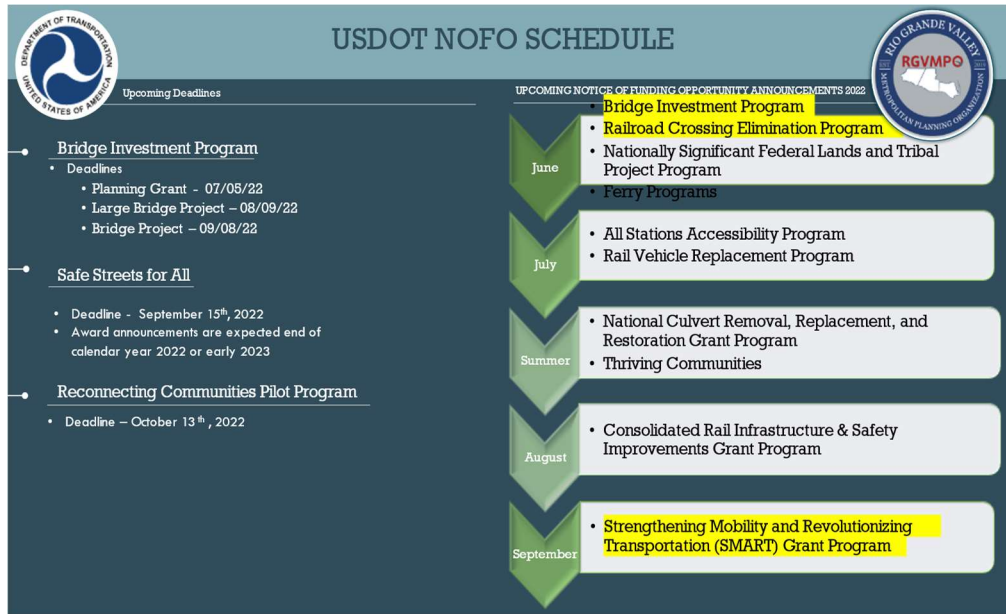 USDOT NOFO SCHEDULE
DEPARTMENT OF TRANSPORTATION
UNITED STATES OF AMERICA
RIO GRANDE VALLEY
RGVMPO
METROPOLITAN PLANNING ORGANIZATION
Upcoming Deadlines
Bridge Investment Program
• Deadlines
• Planning Grant - 07/05/22
• Large Bridge Project – 08/09/22
• Bridge Project – 09/08/22
Safe Streets for All
• Deadline - September 15th, 2022
• Award announcements are expected end of
calendar year 2022 or early 2023
Reconnecting Communities Pilot Program
• Deadline – October 13 th , 2022
UPCOMING NOTICE OF FUNDING OPPORTUNITY ANNOUNCEMENTS 2022
June
• Bridge Investment Program
• Railroad Crossing Elimination Program
• Nationally Significant Federal Lands and Tribal
Project Program
• Ferry Programs
July
• All Stations Accessibility Program
• Rail Vehicle Replacement Program
Summer
• National Culvert Removal, Replacement, and
Restoration Grant Program
• Thriving Communities
August
• Consolidated Rail Infrastructure & Safety
Improvements Grant Program
September
• Strengthening Mobility and Revolutionizing
Transportation (SMART) Grant Program